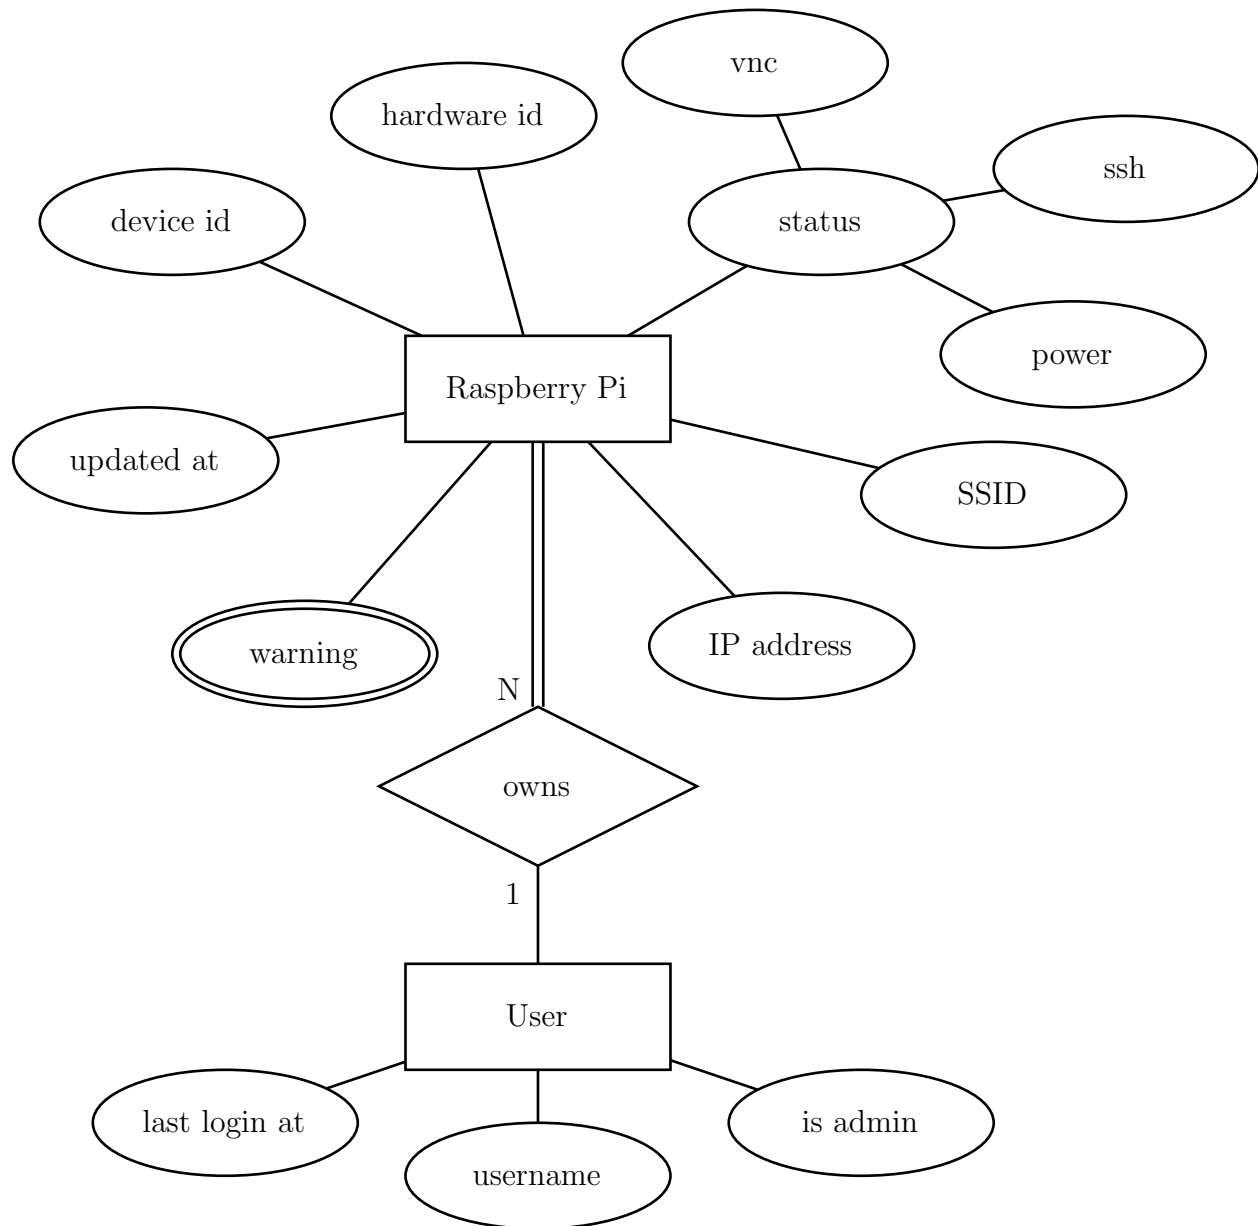 vnc
hardware id
ssh
device id
status
power
Raspberry Pi
updated at
SSID
warning
IP address
N
owns
1
User
last login at
is admin
username